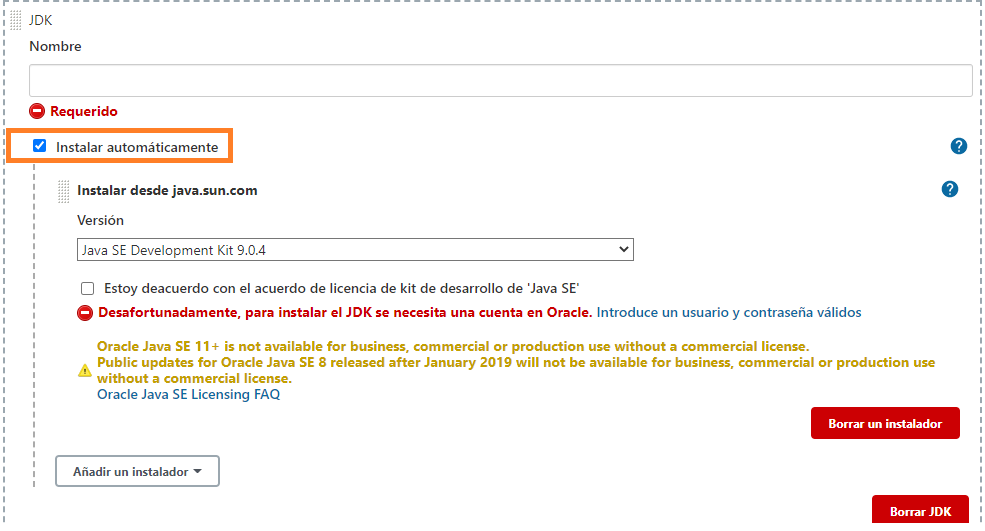 JDK
Nombre
Requerido
Instalar automáticamente
?
Instalar desde java.sun.com
?
Versión
Java SE Development Kit 9.0.4
Estoy deacuerdo con el acuerdo de licencia de kit de desarrollo de 'Java SE'
Desafortunadamente, para instalar el JDK se necesita una cuenta en Oracle. Introduce un usuario y contraseña válidos
Oracle Java SE 11+ is not available for business, commercial or production use without a commercial license.
Public updates for Oracle Java SE 8 released after January 2019 will not be available for business, commercial or production use
without a commercial license.
Oracle Java SE Licensing FAQ
Borrar un instalador
Añadir un instalador
Borrar JDK